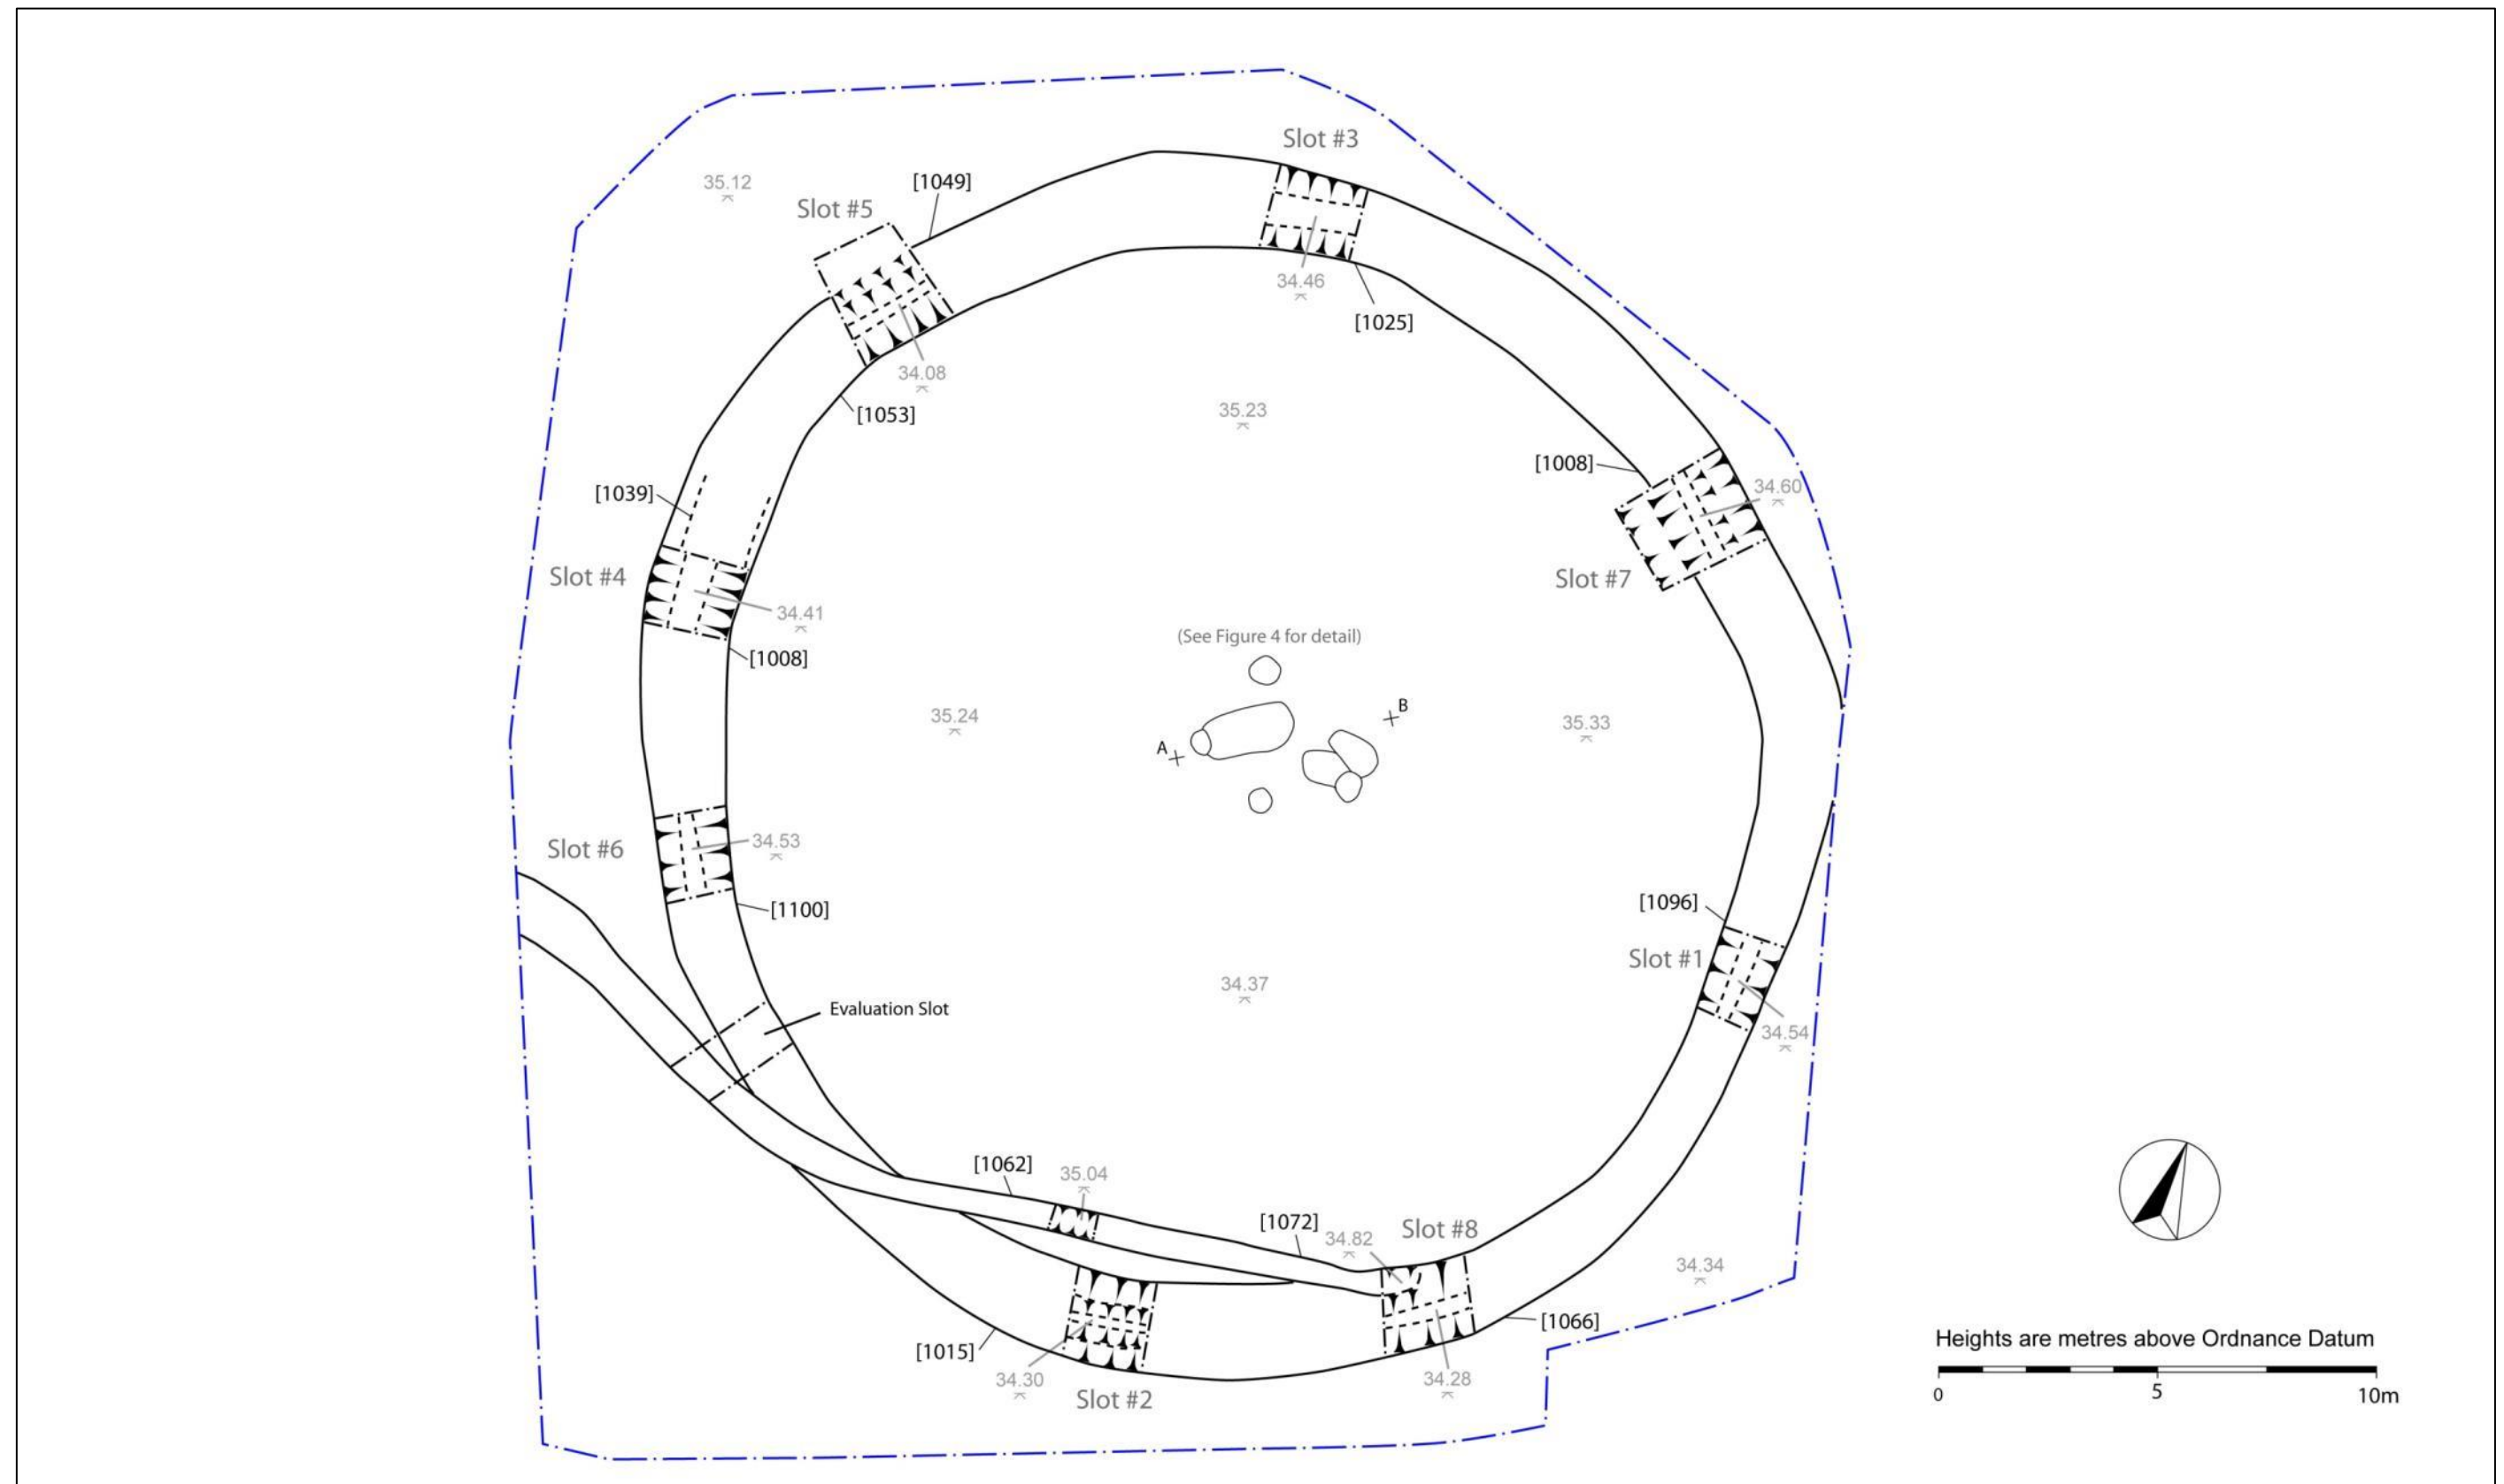 Slot #3
35.12
[1049]
Slot #5
34.46
[1025]
34.08
[1053]
35.23
[1008]
34.60
[1039]
Slot #4
Slot #7
34.41
(See Figure 4 for detail)
[1008]
B
35.24
35.33
A
Slot #6
34.53
[1100]
[1096]
Slot #1
34.37
Evaluation Slot
34.54
[1062]
35.04
[1072]
34.82
Slot #8
34.34
[1066]
[1015]
34.30
34.28
Slot #2
Heights are metres above Ordnance Datum
0 5 10m